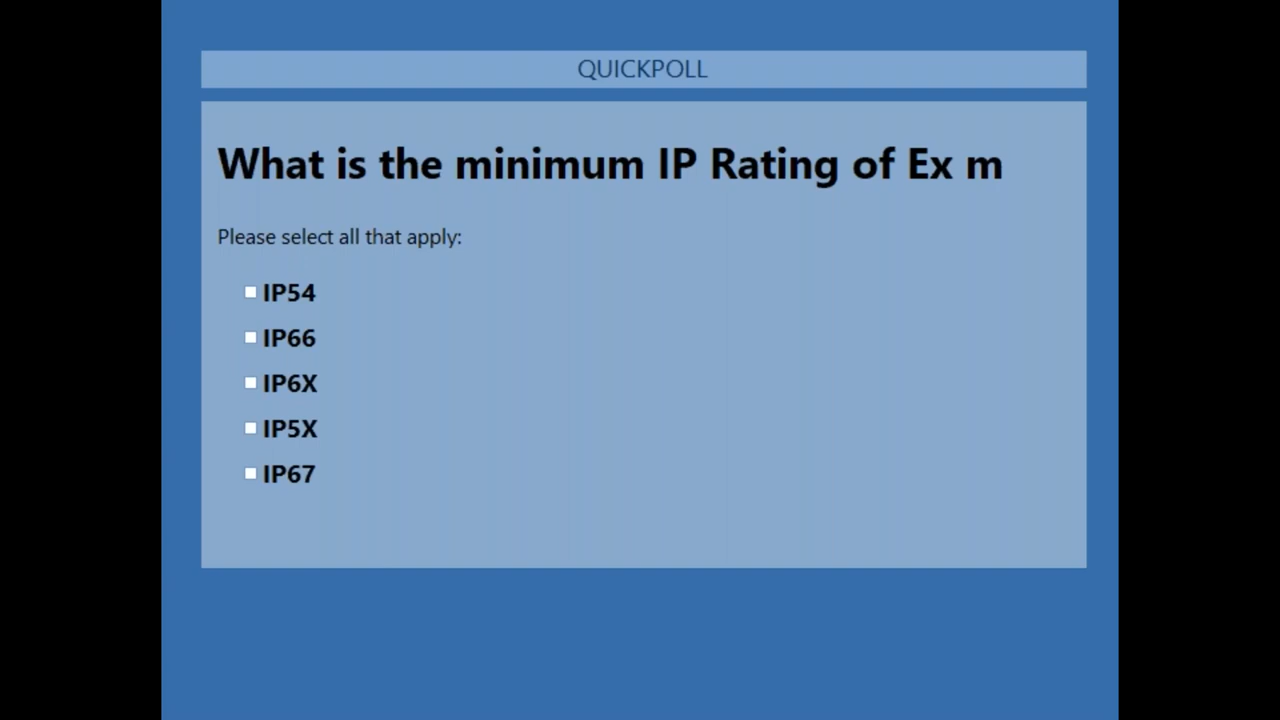 QUICKPOLL
What is the minimum IP Rating of Ex m
Please select all that apply:
IP54
IP66
IP6X
IP5X
IP67